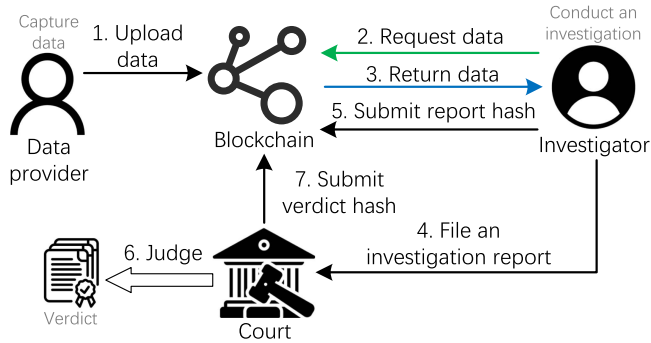 Capture
data
1. Upload
data
2. Request data
Conduct an
investigation
3. Return data
5. Submit report hash
Data
provider
Blockchain
Investigator
7. Submit
verdict hash
4. File an
investigation report
6. Judge
Verdict
Court